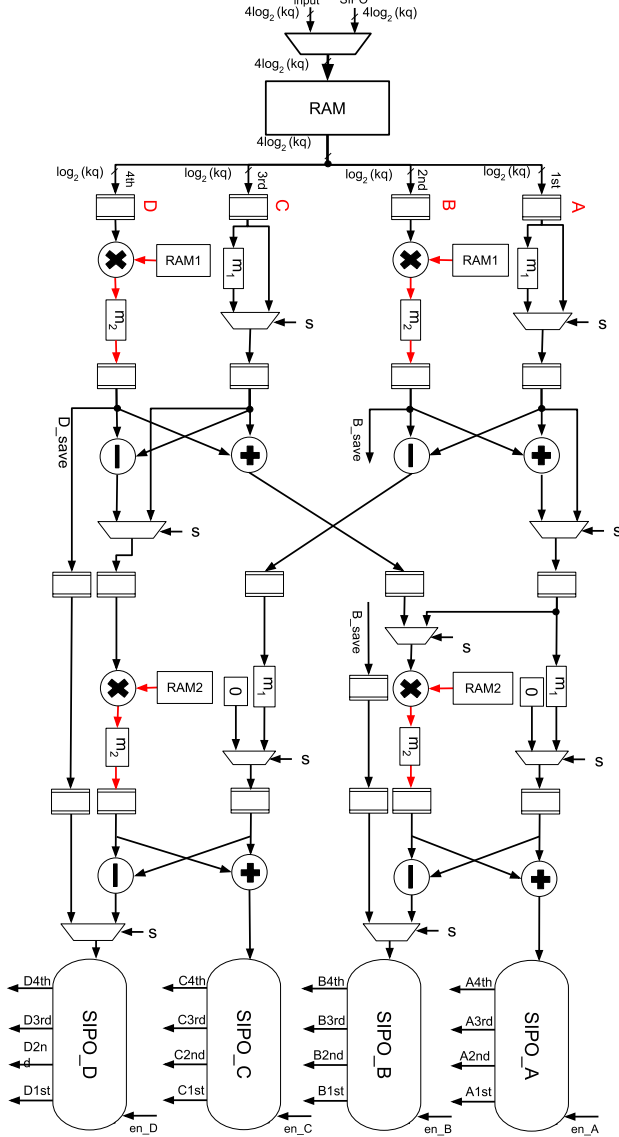 input SIPO
4log2(kq) 4log2(kq)
4log2(kq)
RAM
4log2(kq)
log2(kq) 4th log2(kq) 3rd log2(kq) 2nd log2(kq) 1st
D C B A
RAM1 m1 RAM1 m1
m2 s m2 s
D_save B_save
s s
B_save s
RAM2 0 m1 RAM2 0 m1
m2 s m2 s
s s
SIPO_D SIPO_C SIPO_B SIPO_A
D4th C4th B4th A4th
D3rd C3rd B3rd A3rd
D2n
d C2nd B2nd A2nd
D1st C1st B1st A1st
en_D en_C en_B en_A